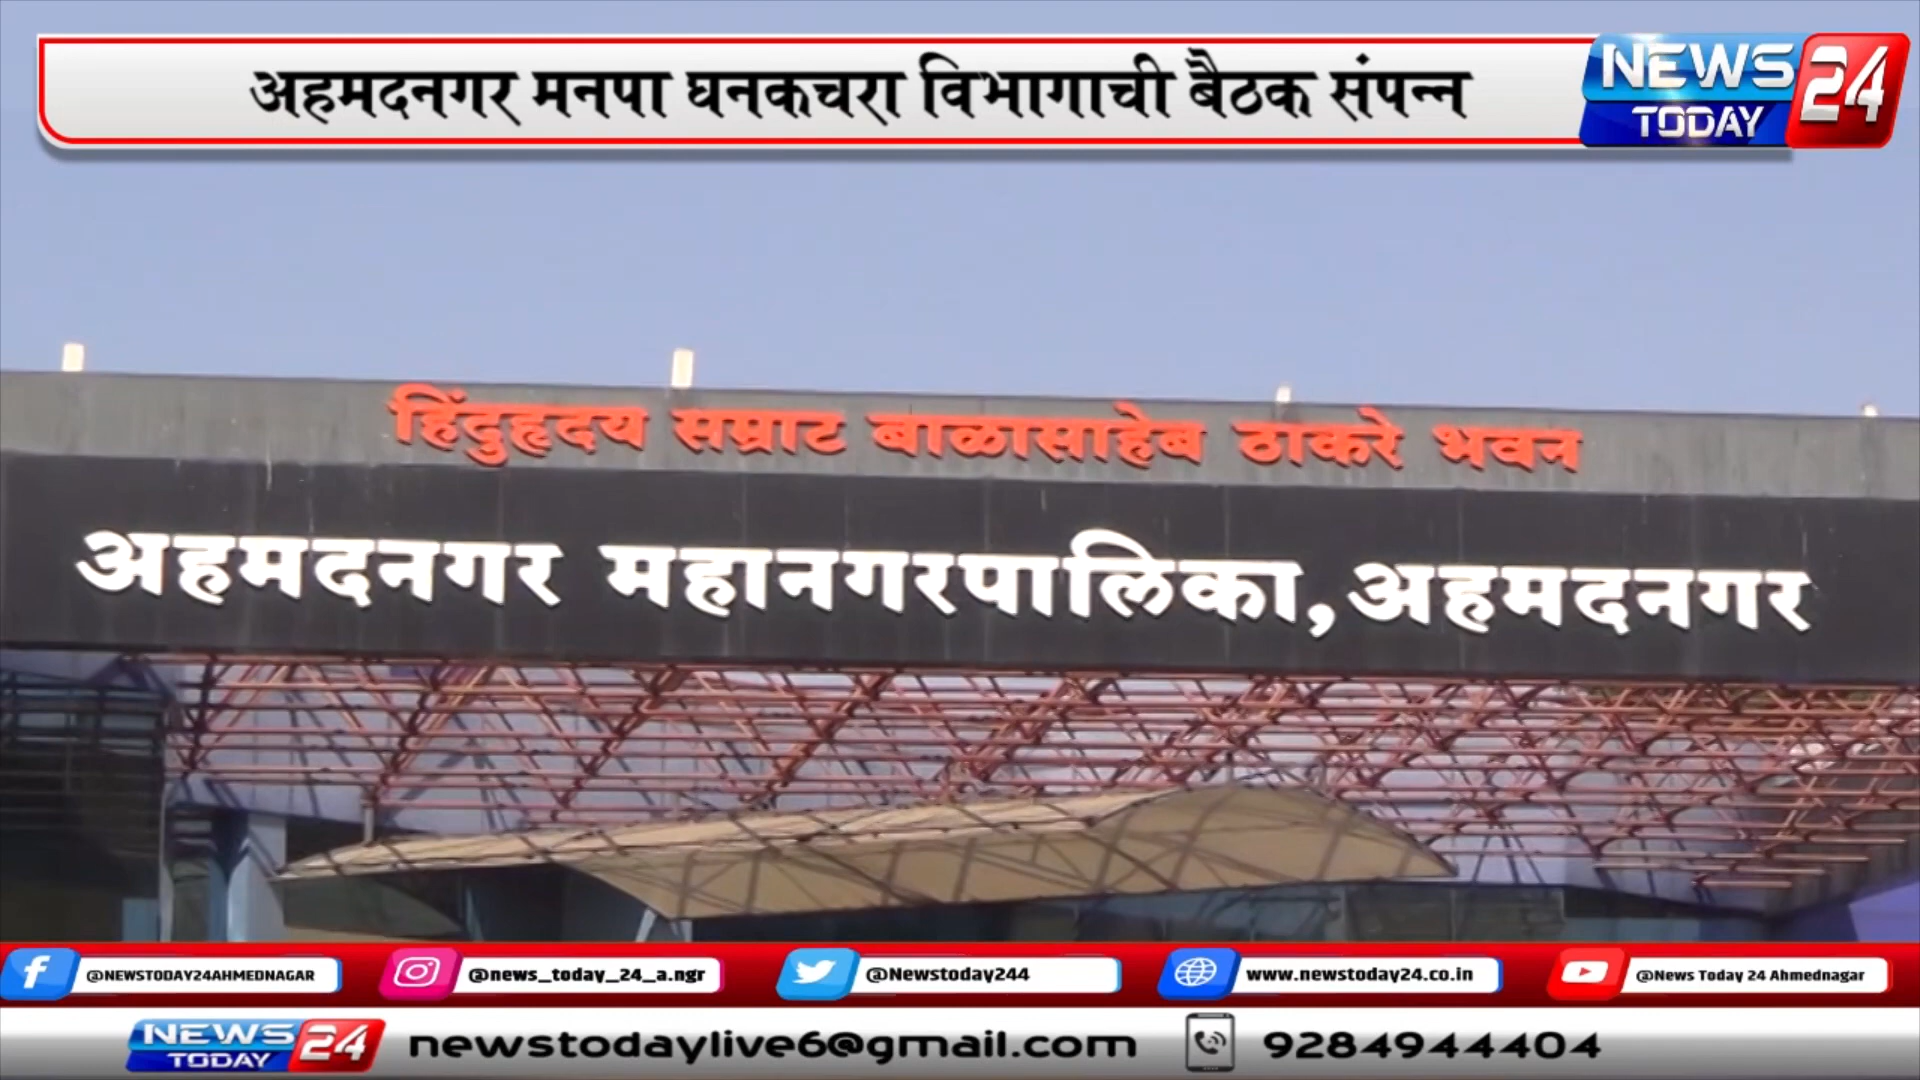 अहमदनगर मनपा घनकचरा विभागाची बैठक संपन्न
NEWS
TODAY
24
हिंदुहृदय सम्राट बाळासाहेब ठाकरे भवन
अहमदनगर महानगरपालिका,अहमदनगर
@NEWSTODAY24AHMEDNAGAR
@news_today_24_a.ngr
@Newstoday244
www.newstoday24.co.in
@News Today 24 Ahmednagar
NEWS
TODAY
24
newstodaylive6@gmail.com
9284944404